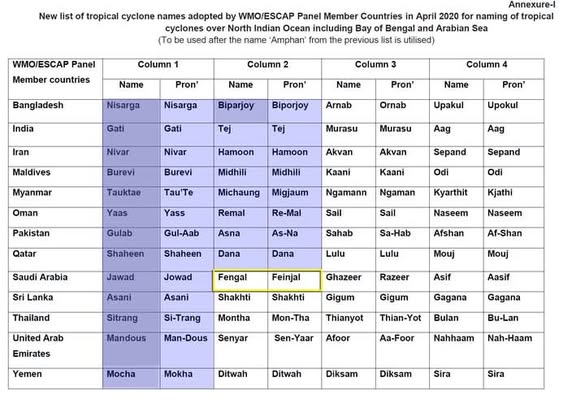 Annexure-I
New list of tropical cyclone names adopted by WMO/ESCAP Panel Member Countries in April 2020 for naming of tropical
cyclones over North Indian Ocean including Bay of Bengal and Arabian Sea
(To be used after the name ‘Amphan’ from the previous list is utilised)
WMO/ESCAP Panel Member countries Column 1 Column 2 Column 3 Column 4
Name Pron’ Name Pron’ Name Pron’ Name Pron’
Bangladesh Nisarga Nisarga Biparjoy Biporjoy Arnab Ornab Upakul Upokul
India Gati Gati Tej Tej Murasu Murasu Aag Aag
Iran Nivar Nivar Hamoon Hamoon Akvan Akvan Sepand Sepand
Maldives Burevi Burevi Midhili Midhili Kaani Kaani Odi Odi
Myanmar Tauktae Tau'Te Michaung Migjaum Ngamann Ngaman Kyarthit Kjathi
Oman Yaas Yass Remal Re-Mal Sail Sail Naseem Naseem
Pakistan Gulab Gul-Aab Asna As-Na Sahab Sa-Hab Afshan Af-Shan
Qatar Shaheen Shaheen Dana Dana Lulu Lulu Mouj Mouj
Saudi Arabia Jawad Jowad Fengal Feinjal Ghazeer Razeer Asif Aasif
Sri Lanka Asani Asani Shakhti Shakhti Gigum Gigum Gagana Gagana
Thailand Sitrang Si-Trang Montha Mon-Tha Thianyot Thian-Yot Bulan Bu-Lan
United Arab Emirates Mandous Man-Dous Senyar Sen-Yaar Afoor Aa-Foor Nahhaam Nah-Haam
Yemen Mocha Mokha Ditwah Ditwah Diksam Diksam Sira Sira